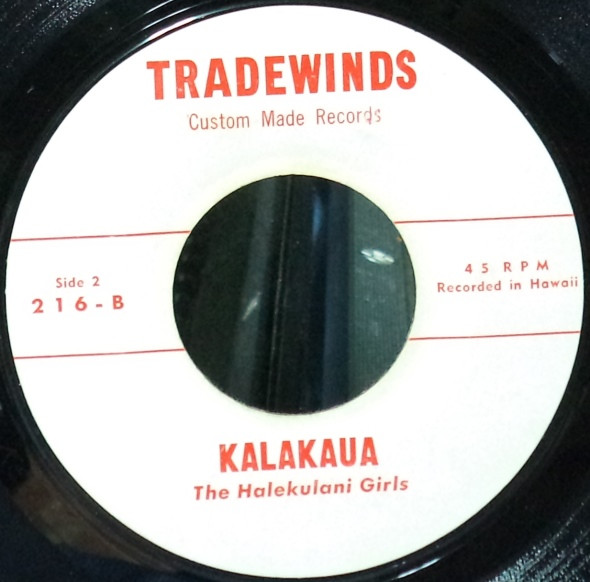 TRADEWINDS
Custom Made Records
Side 2
216-B
45 RPM
Recorded in Hawaii
KALAKAUA
The Halekulani Girls